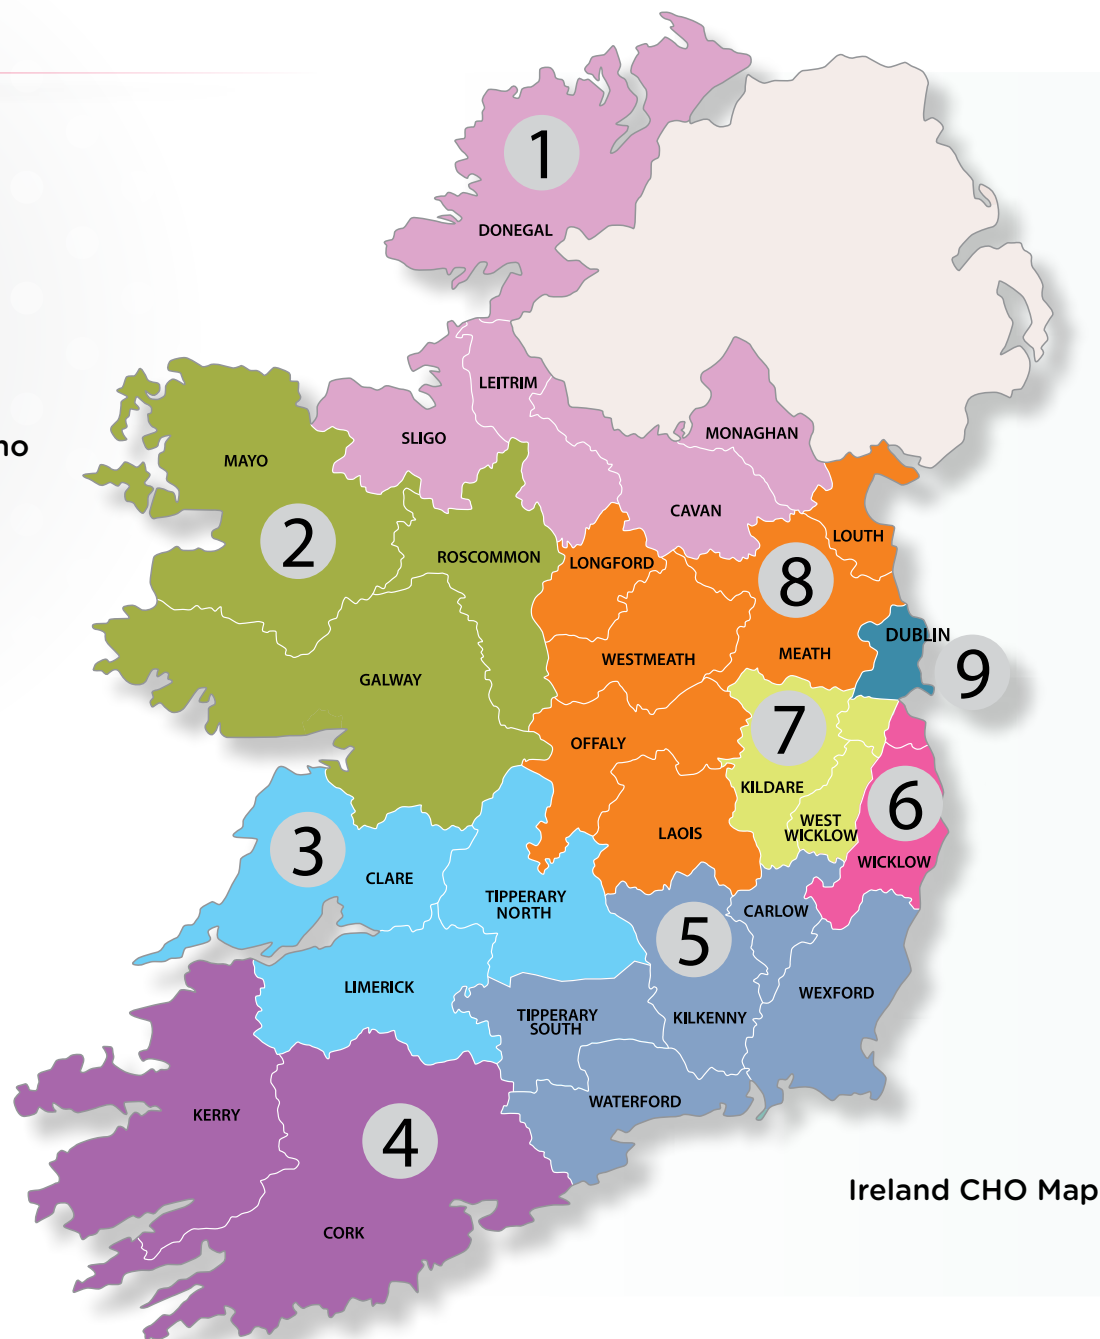 1
DONEGAL
LEITRIM
SLIGO
MONAGHAN
no
MAYO
CAVAN
2
ROSCOMMON
LONGFORD
LOUTH
8
DUBLIN
WESTMEATH
MEATH
9
GALWAY
7
OFFALY
KILDARE
6
WEST
WICKLOW
LAOIS
3
WICKLOW
CLARE
TIPPERARY
NORTH
CARLOW
5
LIMERICK
WEXFORD
TIPPERARY
SOUTH
KILKENNY
WATERFORD
KERRY
4
Ireland CHO Map
CORK